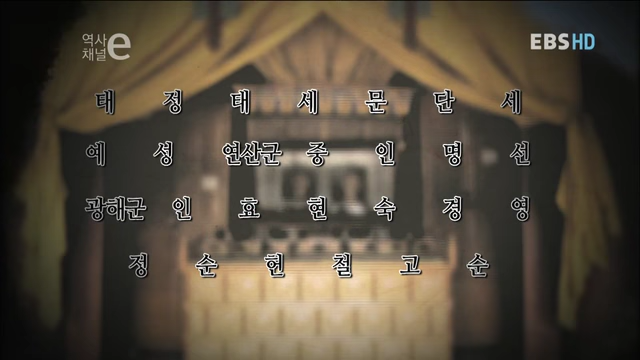 역사
채널 e
EBS HD
태 정 태 세 문 단 세
예 성 연산군 중 인 명 선
광해군 인 효 현 숙 경 영
정 순 헌 철 고 순